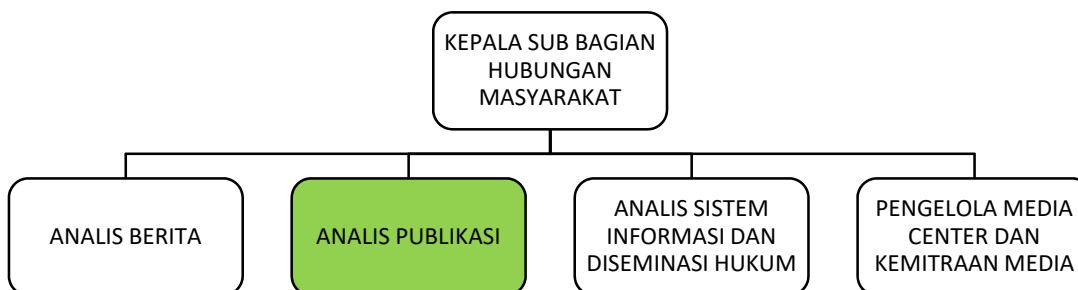 KEPALA SUB BAGIAN
HUBUNGAN
MASYARAKAT
ANALIS BERITA
ANALIS PUBLIKASI
ANALIS SISTEM
INFORMASI DAN
DISEMINASI HUKUM
PENGELOLA MEDIA
CENTER DAN
KEMITRAAN MEDIA